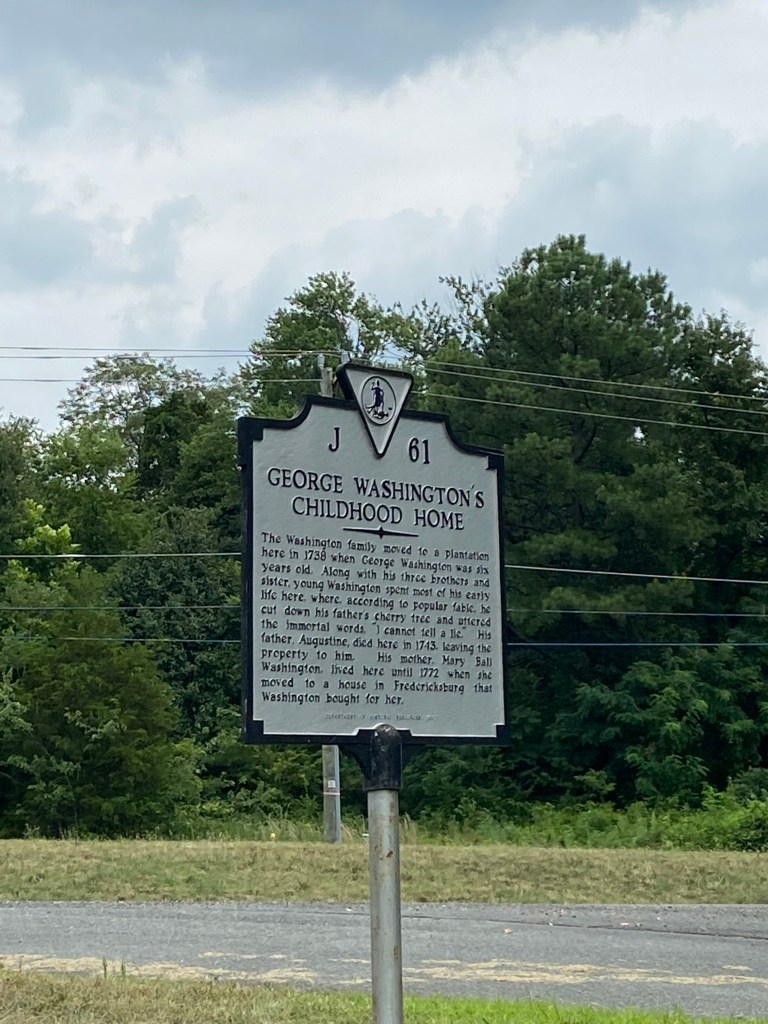 J 61
GEORGE WASHINGTON'S
CHILDHOOD HOME
The Washington family moved to a plantation
here in 1738 when George Washington was six
years old. Along with his three brothers and
sister, young Washington spent most of his early
life here, where, according to popular fable, he
cut down his father's cherry tree and uttered
the immortal words, "I cannot tell a lie." His
father, Augustine, died here in 1743, leaving the
property to him. His mother, Mary Ball
Washington, lived here until 1772 when she
moved to a house in Fredericksburg that
Washington bought for her.
DEPARTMENT OF HISTORIC RESOURCES